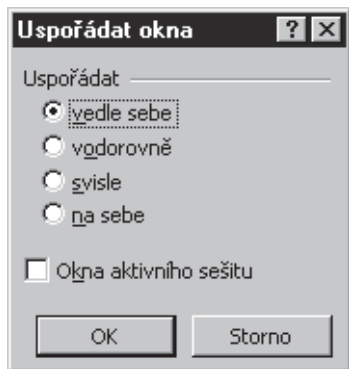 Uspořádat okna
Uspořádat
vedle sebe
vodorovně
svisle
na sebe
Okna aktivního sešitu
OK Storno